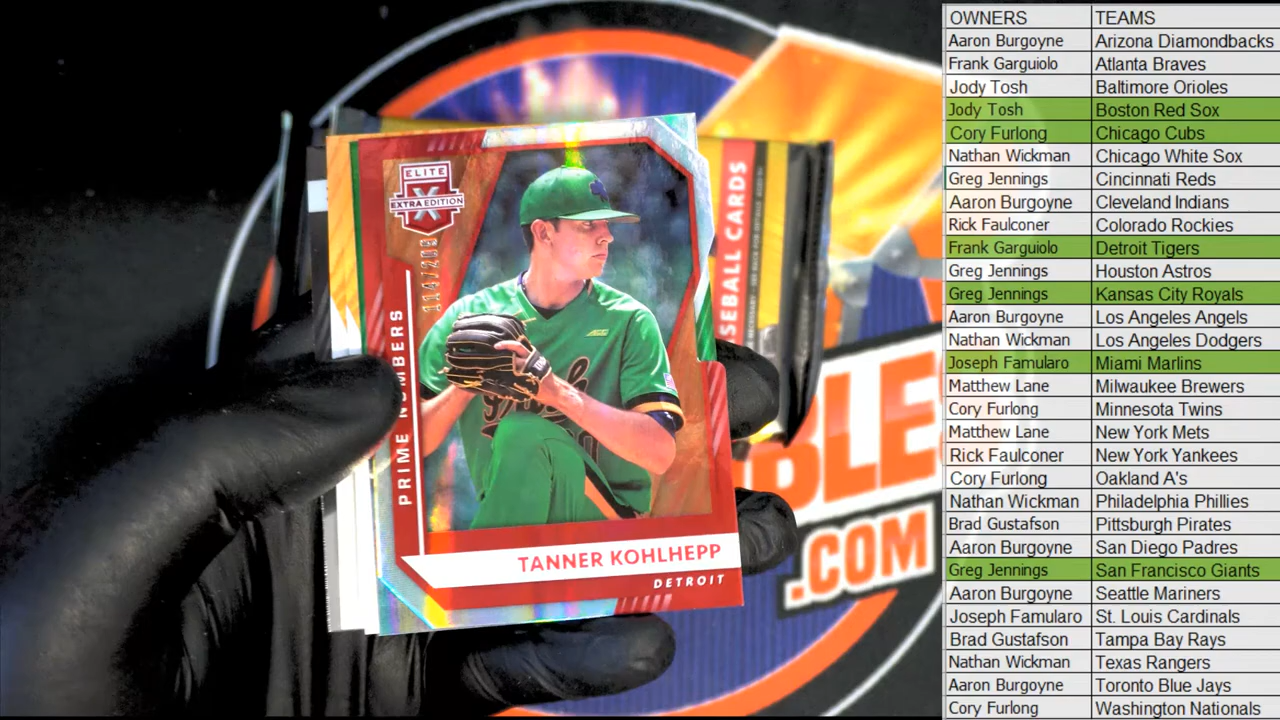 ELITE
X
EXTRA EDITION
PRIME NUMBERS
TANNER KOHLHEPP
DETROIT
SEBALL CARDS
BLES
.COM
OWNERS TEAMS
Aaron Burgoyne Arizona Diamondbacks
Frank Garguiolo Atlanta Braves
Jody Tosh Baltimore Orioles
Jody Tosh Boston Red Sox
Cory Furlong Chicago Cubs
Nathan Wickman Chicago White Sox
Greg Jennings Cincinnati Reds
Aaron Burgoyne Cleveland Indians
Rick Faulconer Colorado Rockies
Frank Garguiolo Detroit Tigers
Greg Jennings Houston Astros
Greg Jennings Kansas City Royals
Aaron Burgoyne Los Angeles Angels
Nathan Wickman Los Angeles Dodgers
Joseph Famularo Miami Marlins
Matthew Lane Milwaukee Brewers
Cory Furlong Minnesota Twins
Matthew Lane New York Mets
Rick Faulconer New York Yankees
Cory Furlong Oakland A's
Nathan Wickman Philadelphia Phillies
Brad Gustafson Pittsburgh Pirates
Aaron Burgoyne San Diego Padres
Greg Jennings San Francisco Giants
Aaron Burgoyne Seattle Mariners
Joseph Famularo St. Louis Cardinals
Brad Gustafson Tampa Bay Rays
Nathan Wickman Texas Rangers
Aaron Burgoyne Toronto Blue Jays
Cory Furlong Washington Nationals